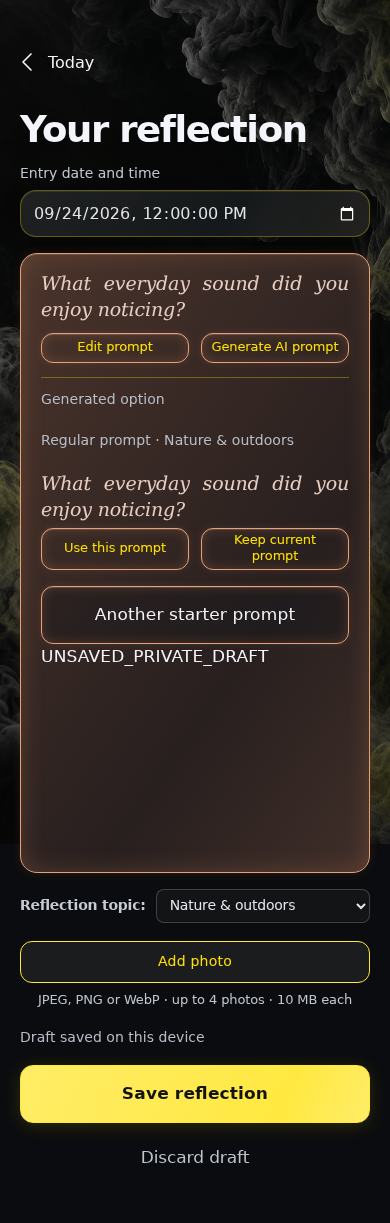 Today
Your reflection
Entry date and time
09/24/2026, 12:00:00 PM
What everyday sound did you
enjoy noticing?
Edit prompt
Generate AI prompt
Generated option
Regular prompt · Nature & outdoors
What everyday sound did you
enjoy noticing?
Use this prompt
Keep current
prompt
Another starter prompt
UNSAVED_PRIVATE_DRAFT
Reflection topic:
Nature & outdoors
Add photo
JPEG, PNG or WebP · up to 4 photos · 10 MB each
Draft saved on this device
Save reflection
Discard draft